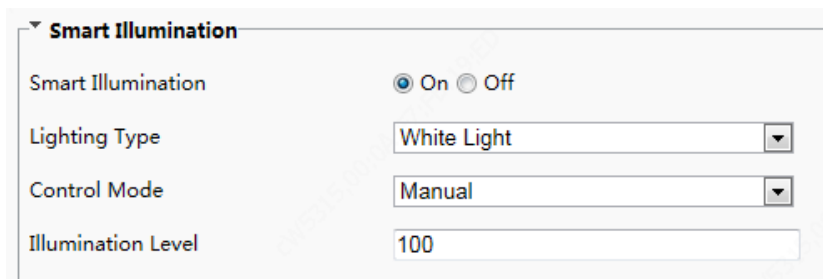 Smart Illumination
Smart Illumination On Off
Lighting Type White Light
Control Mode Manual
Illumination Level 100